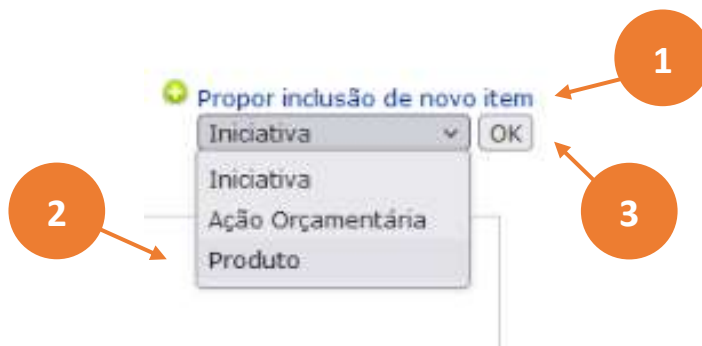 1
Propor inclusão de novo item
Iniciativa OK
Iniciativa
Ação Orçamentária
Produto
2
3